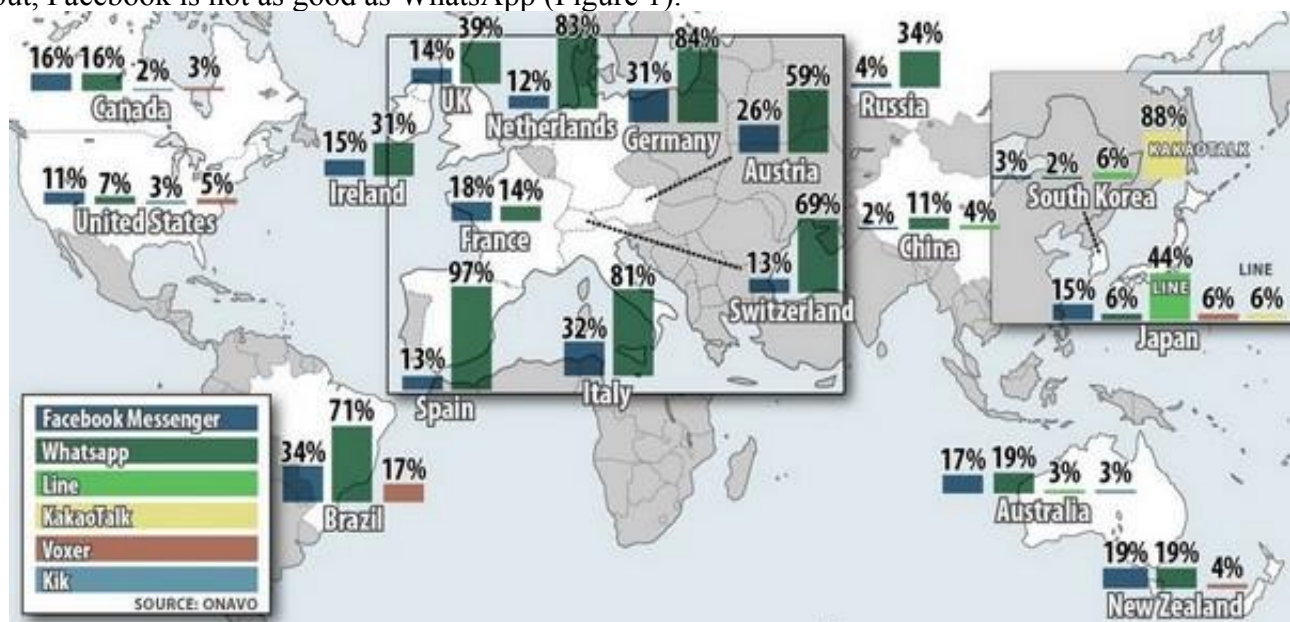 out, Facebook is not as good as WhatsApp (Figure 1).
16% 16% 2% 3%
Canada
11% 7% 3% 5%
United States
15% 31%
Ireland
14% 39%
UK
12% 83%
Netherlands
31% 84%
Germany
26% 59%
Austria
18% 14%
France
13% 69%
Switzerland
13% 97%
Spain
32% 81%
Italy
4% 34%
Russia
2% 11% 4%
China
3% 2% 6% 88%
KAKAOTALK
South Korea
15% 6% 44% 6% 6%
LINE
LINE
Japan
34% 71% 17%
Brazil
17% 19% 3% 3%
Australia
19% 19% 4%
New Zealand
Facebook Messenger
Whatsapp
Line
KakaoTalk
Voxer
Kik
SOURCE: ONAVO